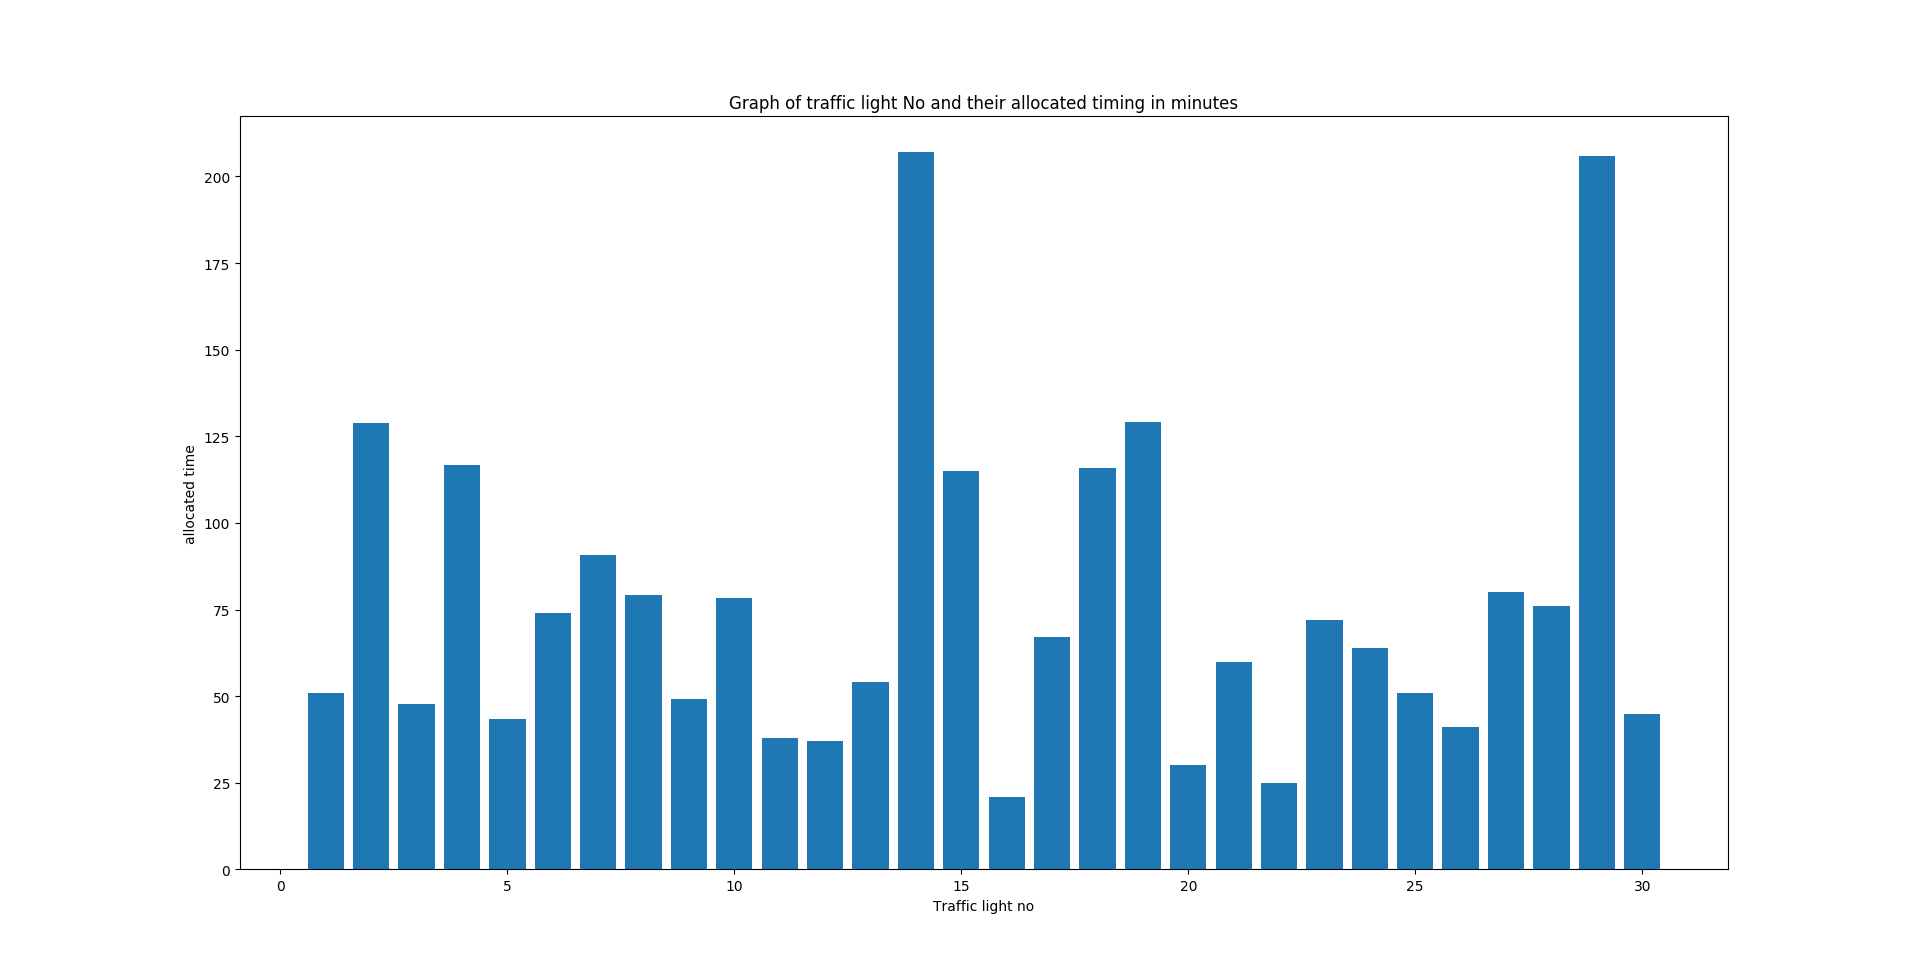 Graph of traffic light No and their allocated timing in minutes
200
175
150
125
100
75
50
25
0
allocated time
0 5 10 15 20 25 30
Traffic light no